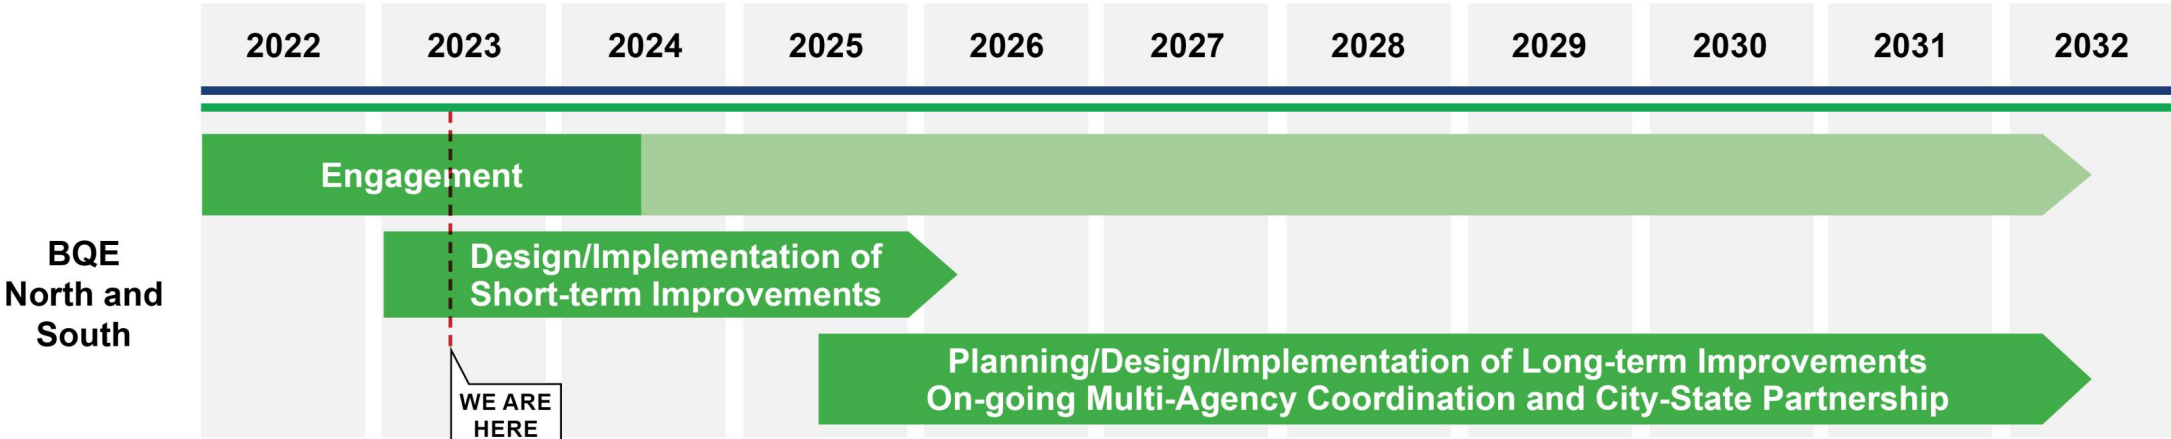 2022 2023 2024 2025 2026 2027 2028 2029 2030 2031 2032
Engagement
BQE
North and
South
Design/Implementation of
Short-term Improvements
Planning/Design/Implementation of Long-term Improvements
On-going Multi-Agency Coordination and City-State Partnership
WE ARE
HERE